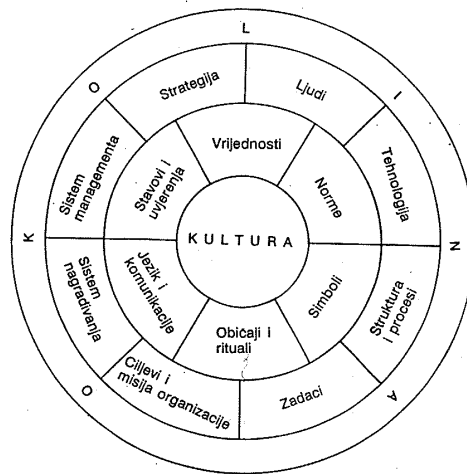 O K O L I N A
Strategija
Ljudi
Tehnologija
Struktura
i procesi
Zadaci
Ciljevi i
misija organizacije
Sistem
nagrađivanja
Sistem
managementa
Vrijednosti
Norme
Simboli
Običaji i
rituali
Jezik i
komunikacije
Stavovi i
uvjerenja
KULTURA